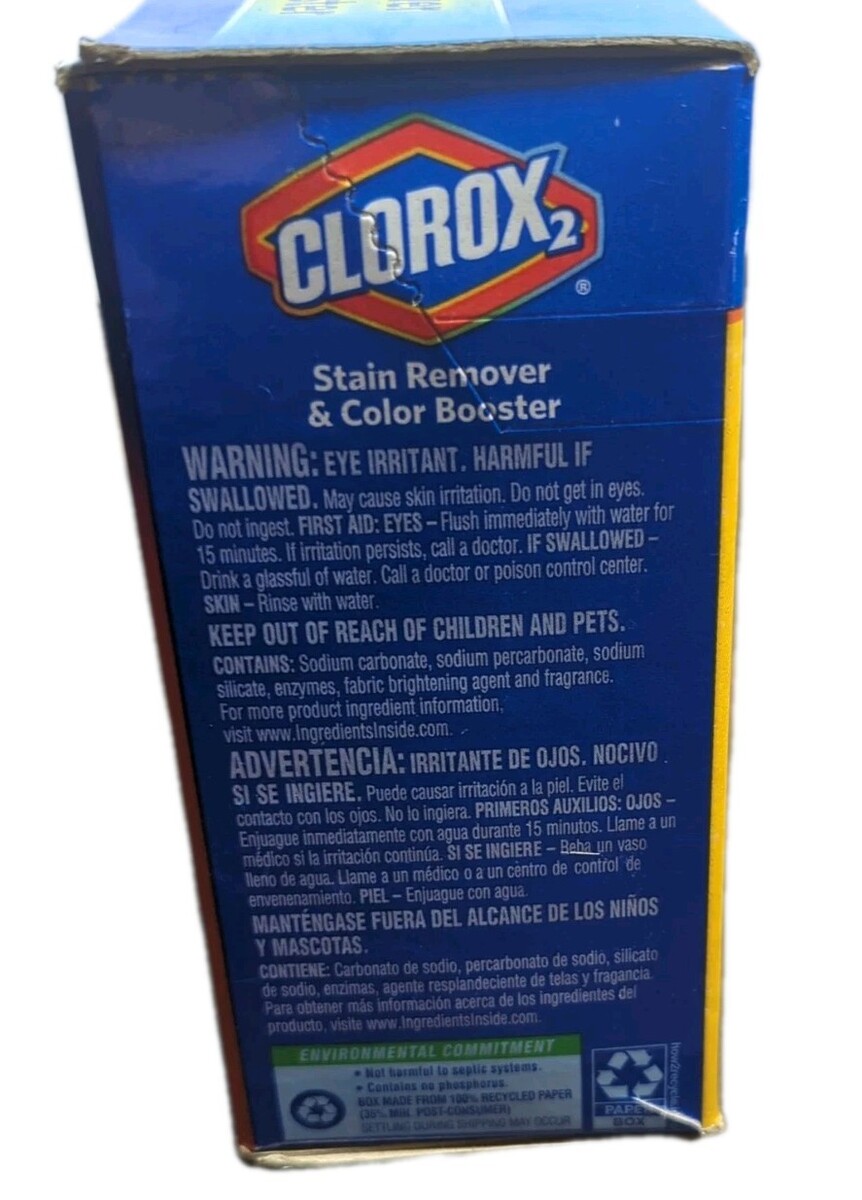 CLOROX2®
Stain Remover
& Color Booster
WARNING: EYE IRRITANT. HARMFUL IF
SWALLOWED. May cause skin irritation. Do not get in eyes.
Do not ingest. FIRST AID: EYES – Flush immediately with water for
15 minutes. If irritation persists, call a doctor. IF SWALLOWED –
Drink a glassful of water. Call a doctor or poison control center.
SKIN – Rinse with water.
KEEP OUT OF REACH OF CHILDREN AND PETS.
CONTAINS: Sodium carbonate, sodium percarbonate, sodium
silicate, enzymes, fabric brightening agent and fragrance.
For more product ingredient information,
visit www.IngredientsInside.com.
ADVERTENCIA: IRRITANTE DE OJOS. NOCIVO
SI SE INGIERE. Puede causar irritación a la piel. Evite el
contacto con los ojos. No lo ingiera. PRIMEROS AUXILIOS: OJOS –
Enjuague inmediatamente con agua durante 15 minutos. Llame a un
médico si la irritación continúa. SI SE INGIERE – Beba un vaso
lleno de agua. Llame a un médico o a un centro de control de
envenenamiento. PIEL – Enjuague con agua.
MANTÉNGASE FUERA DEL ALCANCE DE LOS NIÑOS
Y MASCOTAS.
CONTIENE: Carbonato de sodio, percarbonato de sodio, silicato
de sodio, enzimas, agente resplandeciente de telas y fragancia.
Para obtener más información acerca de los ingredientes del
producto, visite www.IngredientsInside.com.
ENVIRONMENTAL COMMITMENT
• Not harmful to septic systems.
• Contains no phosphorus.
BOX MADE FROM 100% RECYCLED PAPER
(35% MIN. POST-CONSUMER)
SETTLING DURING SHIPPING MAY OCCUR
PAPER
BOX